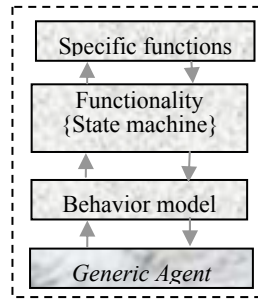 Specific functions
Functionality
{State machine}
Behavior model
Generic Agent